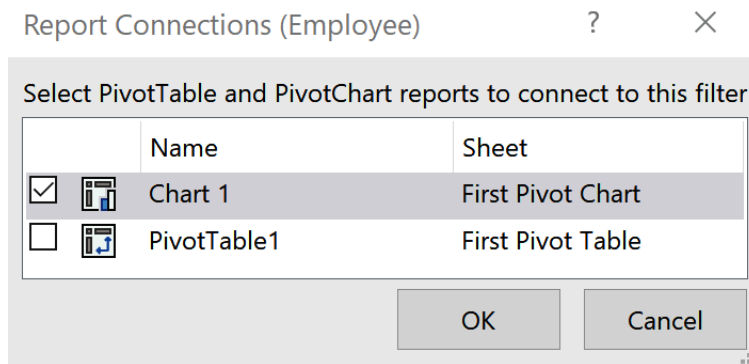 Report Connections (Employee) ? ×
Select PivotTable and PivotChart reports to connect to this filter
Name Sheet
Chart 1 First Pivot Chart
PivotTable1 First Pivot Table
OK Cancel